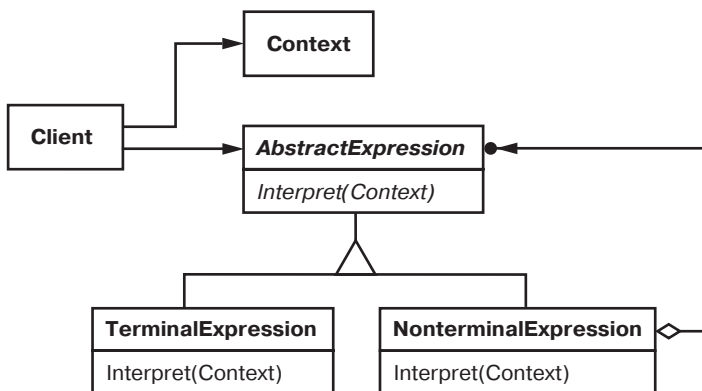 Context
Client
AbstractExpression
Interpret(Context)
TerminalExpression
Interpret(Context)
NonterminalExpression
Interpret(Context)